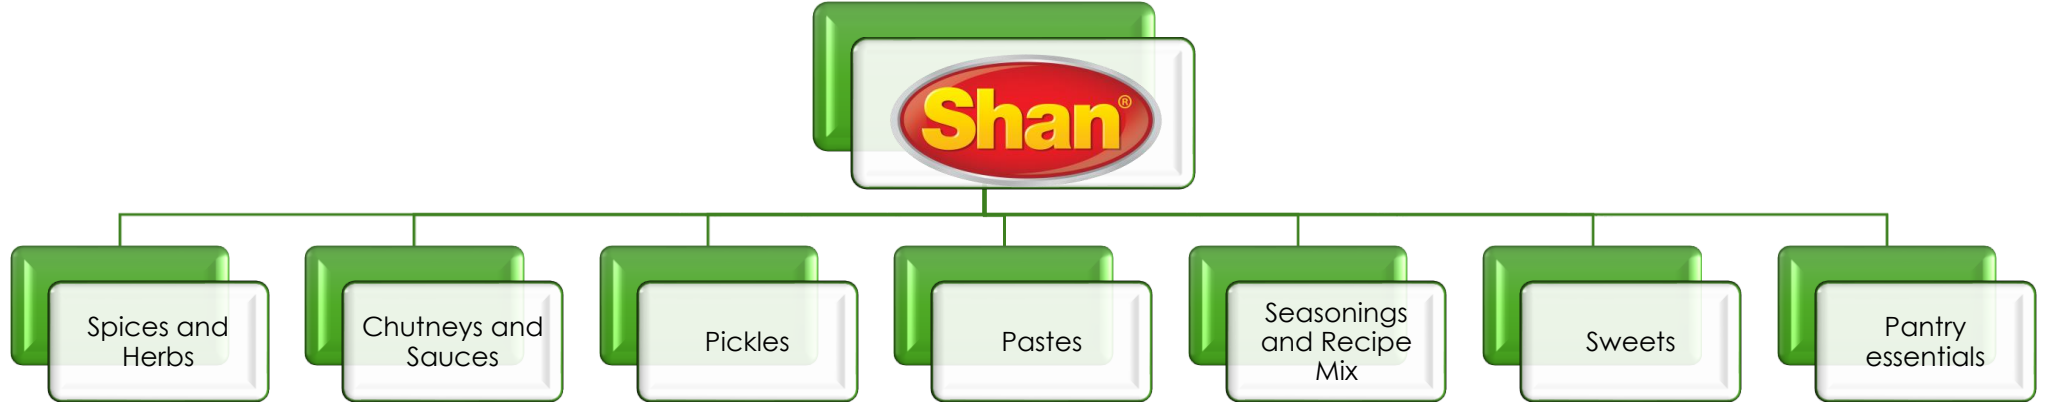 Shan®
Spices and
Herbs
Chutneys and
Sauces
Pickles
Pastes
Seasonings
and Recipe
Mix
Sweets
Pantry
essentials